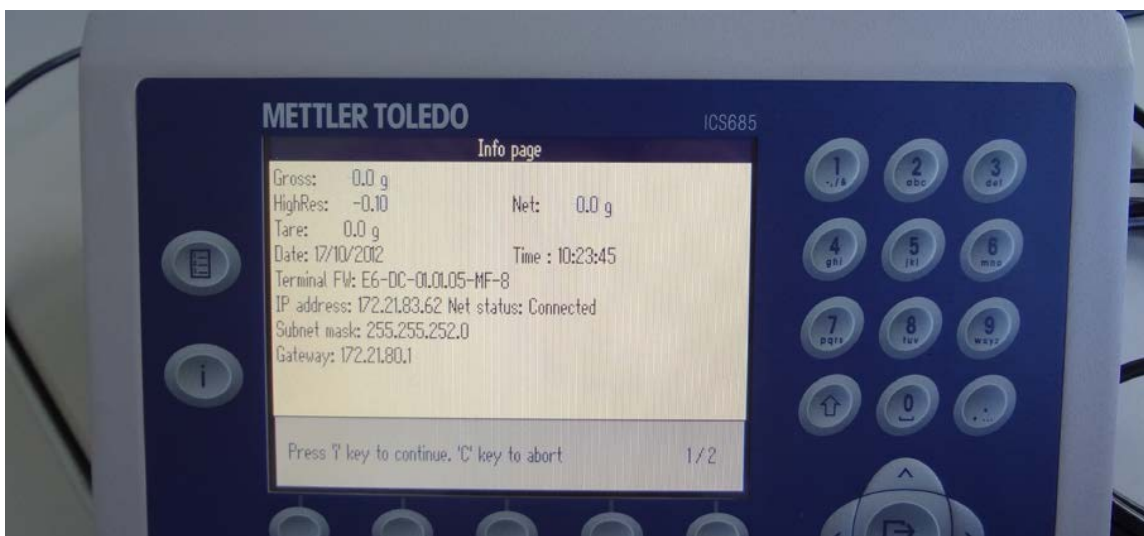 METTLER TOLEDO
ICS685
Info page
Gross: 0.0 g
HighRes: -0.10 Net: 0.0 g
Tare: 0.0 g
Date: 17/10/2012 Time : 10:23:45
Terminal FW: E6-DC-01.01.05-MF-8
IP address: 172.21.83.62 Net status: Connected
Subnet mask: 255.255.252.0
Gateway: 172.21.80.1
Press 'i' key to continue. 'C' key to abort 1/2
i
1 2 3
-,/& abc def
4 5 6
ghi jkl mno
7 8 9
pqrs tuv wxyz
0